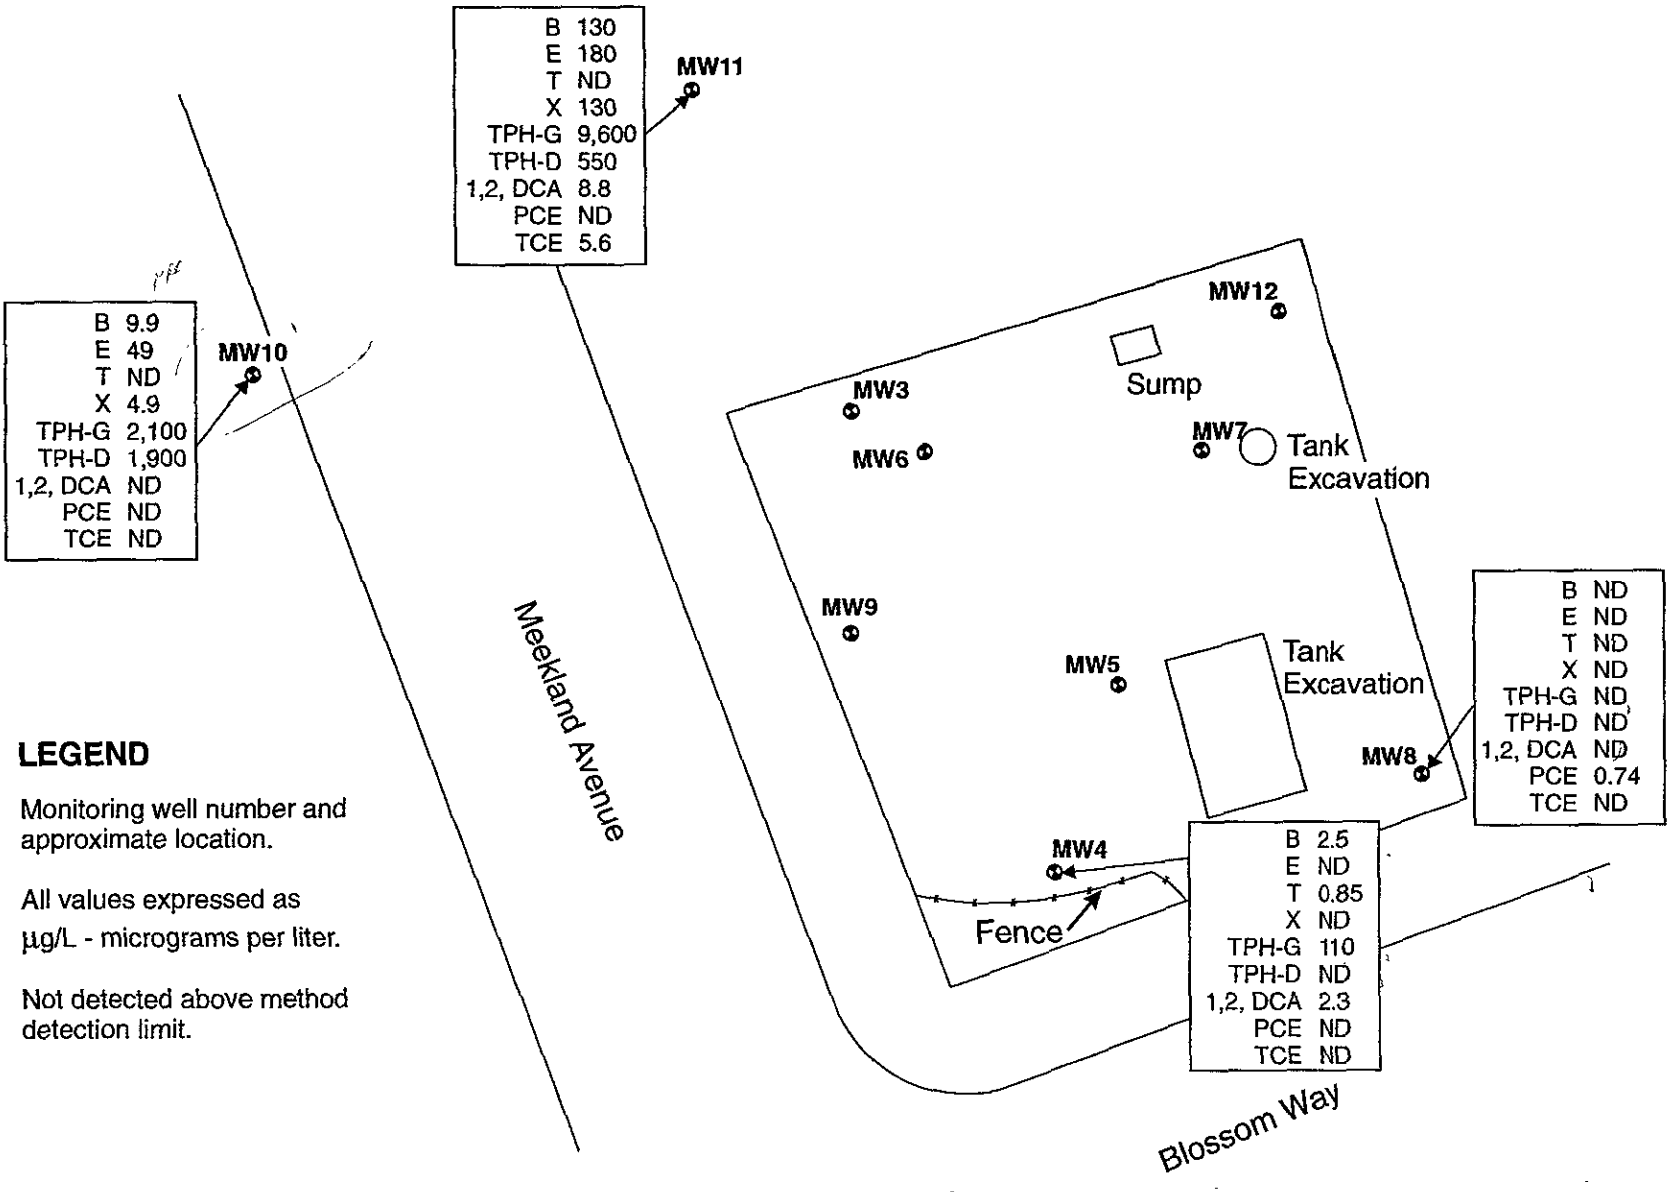 B 130
E 180
T ND
X 130
TPH-G 9,600
TPH-D 550
1,2, DCA 8.8
PCE ND
TCE 5.6
MW11
B 9.9
E 49
T ND
X 4.9
TPH-G 2,100
TPH-D 1,900
1,2, DCA ND
PCE ND
TCE ND
MW10
MW12
Sump
MW3
MW6
MW7
Tank
Excavation
MW9
MW5
Tank
Excavation
MW8
B ND
E ND
T ND
X ND
TPH-G ND
TPH-D ND
1,2, DCA ND
PCE 0.74
TCE ND
Meekland Avenue
MW4
B 2.5
E ND
T 0.85
X ND
TPH-G 110
TPH-D ND
1,2, DCA 2.3
PCE ND
TCE ND
Fence
Blossom Way
LEGEND
Monitoring well number and
approximate location.
All values expressed as
µg/L - micrograms per liter.
Not detected above method
detection limit.